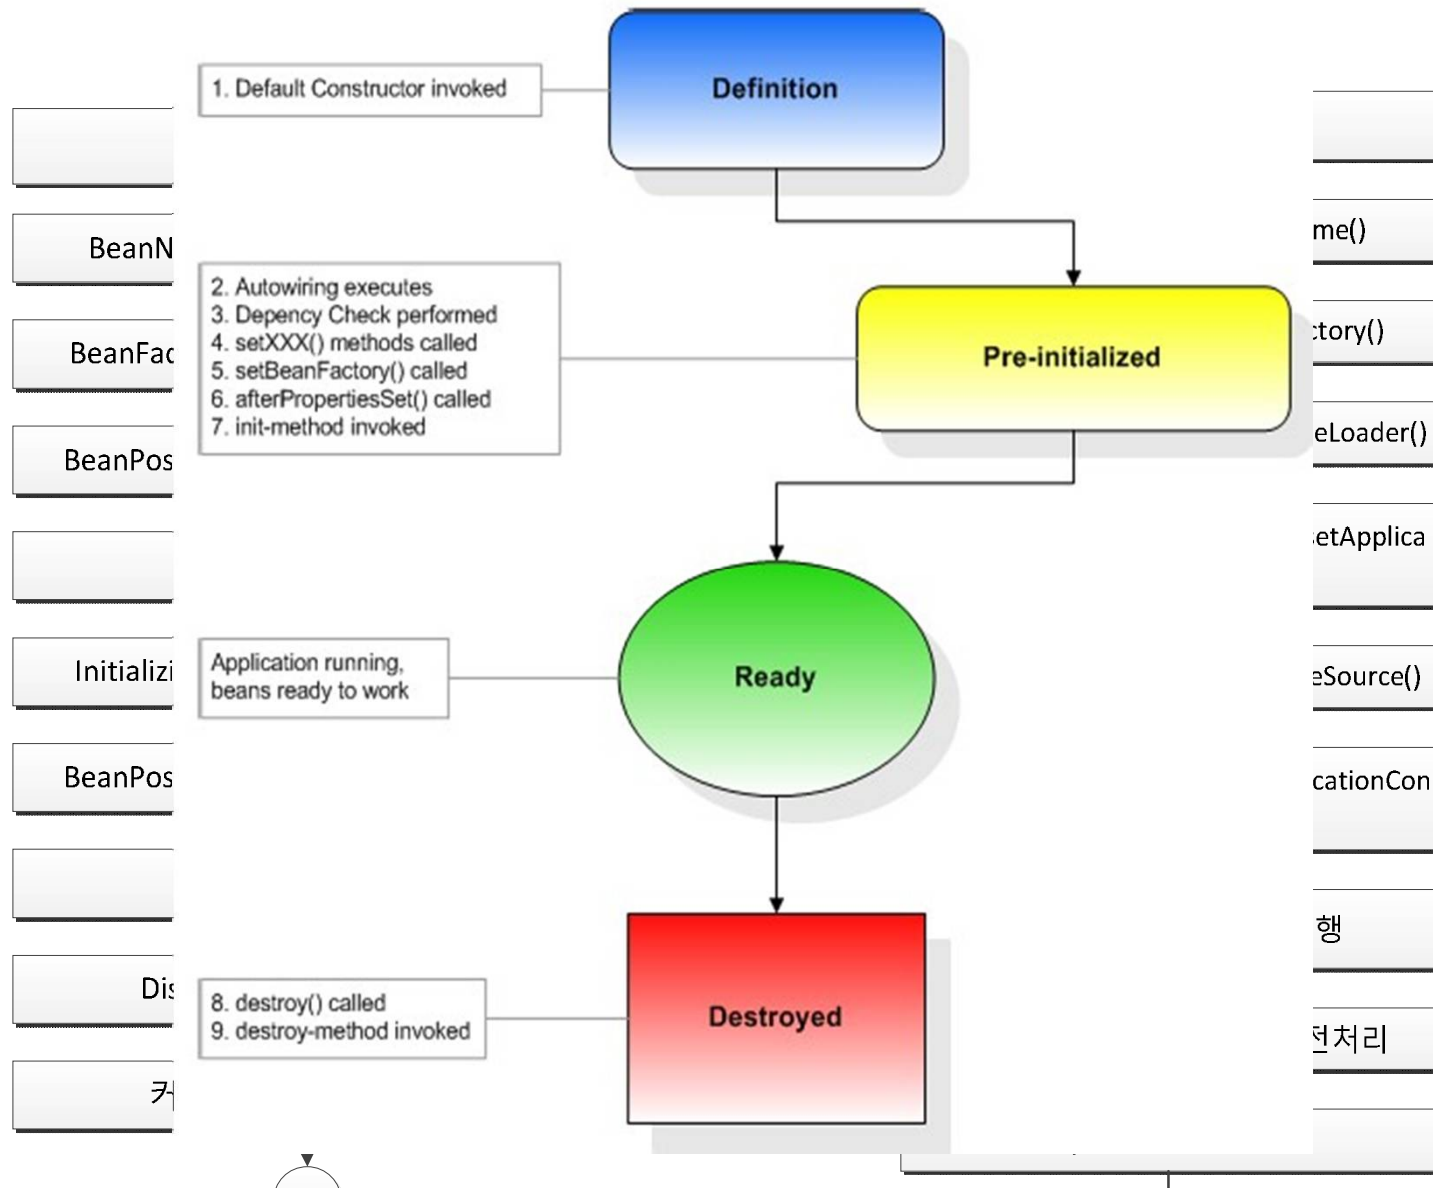 1. Default Constructor invoked
Definition
BeanN
me()
2. Autowiring executes
3. Depency Check performed
4. setXXX() methods called
5. setBeanFactory() called
6. afterPropertiesSet() called
7. init-method invoked
Pre-initialized
BeanFac
ctory()
BeanPos
eLoader()
setApplica
Application running,
beans ready to work
Ready
Initializi
eSource()
BeanPos
cationCon
행
8. destroy() called
9. destroy-method invoked
Destroyed
Dis
전처리
커